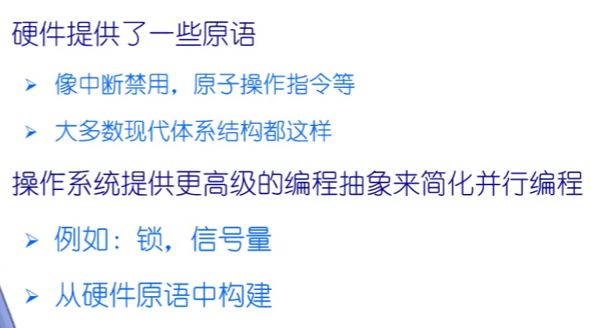 硬件提供了一些原语
像中断禁用，原子操作指令等
大多数现代体系结构都这样
操作系统提供更高级的编程抽象来简化并行编程
例如：锁，信号量
从硬件原语中构建